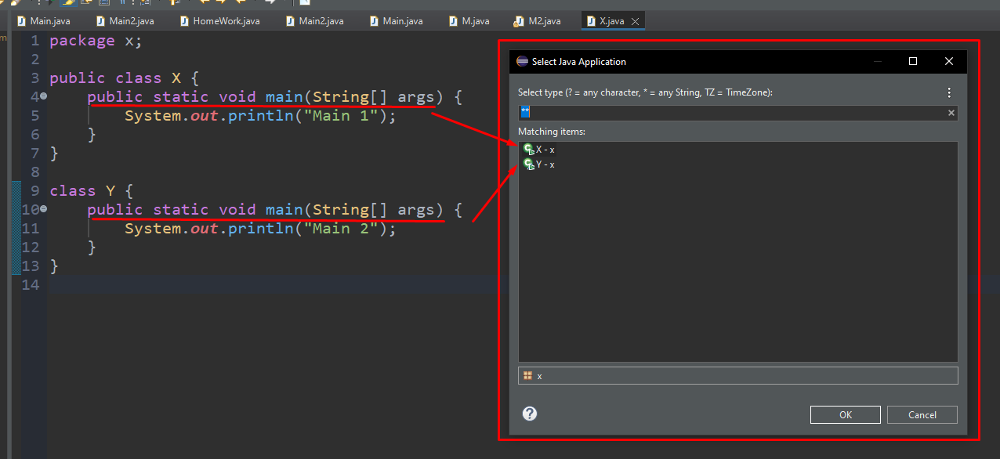 Main.java Main2.java HomeWork.java Main2.java Main.java M.java M2.java X.java
1 package x;
2
3 public class X {
4 public static void main(String[] args) {
5 System.out.println("Main 1");
6 }
7 }
8
9 class Y {
10 public static void main(String[] args) {
11 System.out.println("Main 2");
12 }
13 }
14
Select Java Application
Select type (? = any character, * = any String, TZ = TimeZone):
**
Matching items:
X - x
Y - x
x
OK Cancel